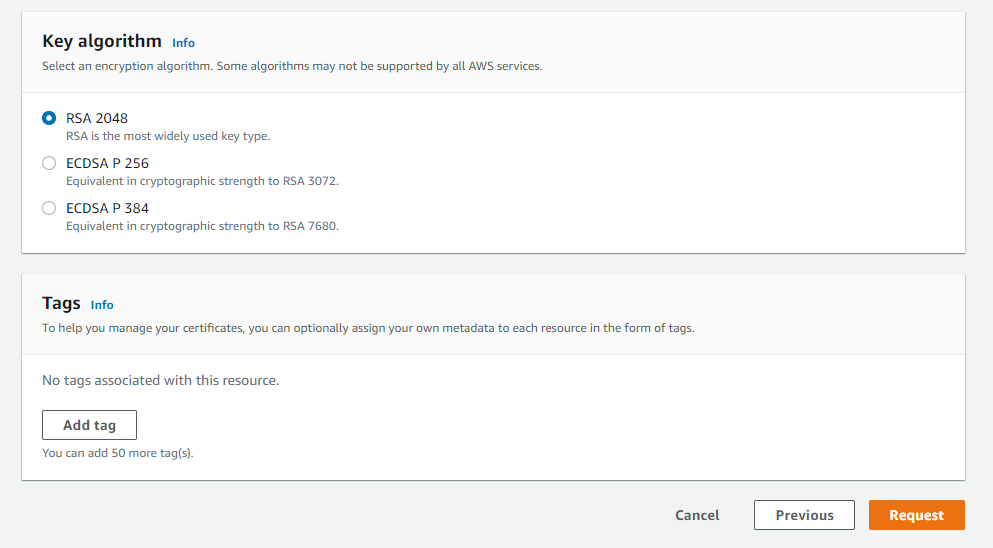 Key algorithm Info
Select an encryption algorithm. Some algorithms may not be supported by all AWS services.
RSA 2048
RSA is the most widely used key type.
ECDSA P 256
Equivalent in cryptographic strength to RSA 3072.
ECDSA P 384
Equivalent in cryptographic strength to RSA 7680.
Tags Info
To help you manage your certificates, you can optionally assign your own metadata to each resource in the form of tags.
No tags associated with this resource.
Add tag
You can add 50 more tag(s).
Cancel Previous Request